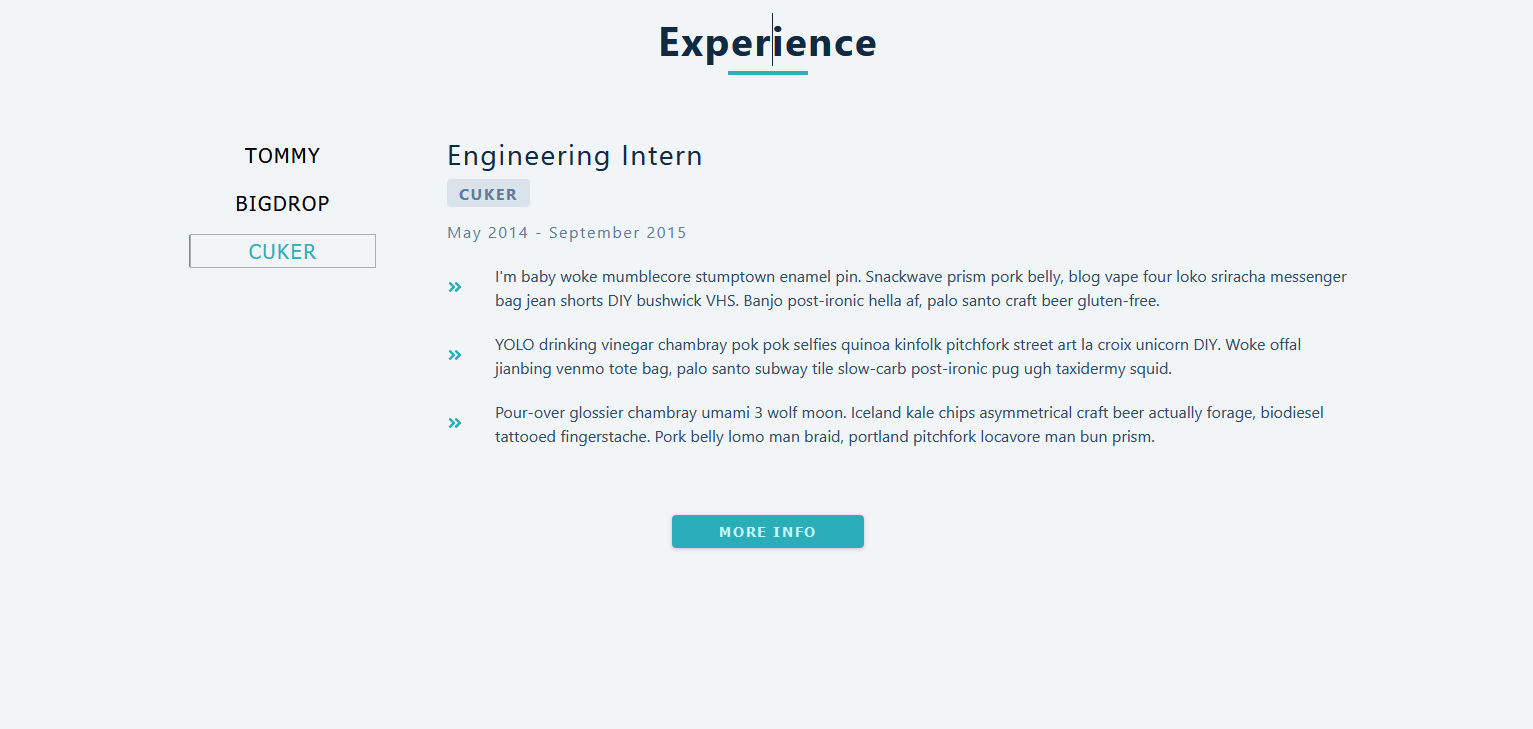 Experience
TOMMY
BIGDROP
CUKER
Engineering Intern
CUKER
May 2014 - September 2015
I'm baby woke mumblecore stumptown enamel pin. Snackwave prism pork belly, blog vape four loko sriracha messenger
bag jean shorts DIY bushwick VHS. Banjo post-ironic hella af, palo santo craft beer gluten-free.
YOLO drinking vinegar chambray pok pok selfies quinoa kinfolk pitchfork street art la croix unicorn DIY. Woke offal
jianbing venmo tote bag, palo santo subway tile slow-carb post-ironic pug ugh taxidermy squid.
Pour-over glossier chambray umami 3 wolf moon. Iceland kale chips asymmetrical craft beer actually forage, biodiesel
tattooed fingerstache. Pork belly lomo man braid, portland pitchfork locavore man bun prism.
MORE INFO